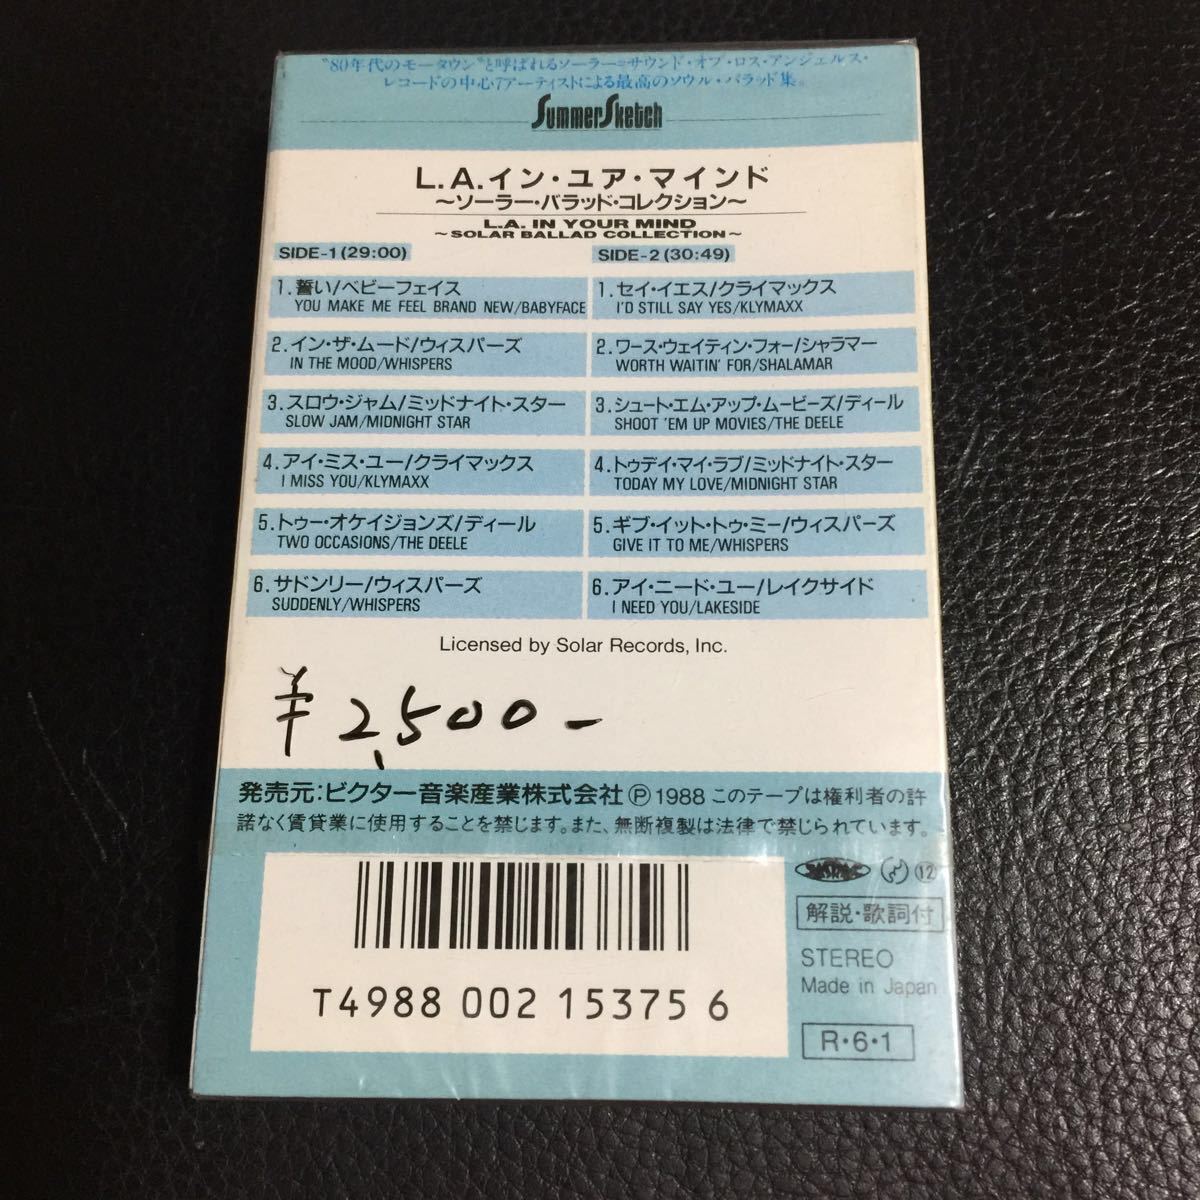 "80年代のモータウン"と呼ばれるソーラー=サウンド・オブ・ロス・アンジェルス・
レコードの中心7アーティストによる最高のソウル・バラッド集。
Summer Sketch
L.A.イン・ユア・マインド
〜ソーラー・バラッド・コレクション〜
L.A. IN YOUR MIND
〜SOLAR BALLAD COLLECTION〜
SIDE-1(29:00)
1.誓い/ベビーフェイス
YOU MAKE ME FEEL BRAND NEW/BABYFACE
2.イン・ザ・ムード/ウィスパーズ
IN THE MOOD/WHISPERS
3.スロウ・ジャム/ミッドナイト・スター
SLOW JAM/MIDNIGHT STAR
4.アイ・ミス・ユー/クライマックス
I MISS YOU/KLYMAXX
5.トゥー・オケイジョンズ/ディール
TWO OCCASIONS/THE DEELE
6.サドンリー/ウィスパーズ
SUDDENLY/WHISPERS
SIDE-2(30:49)
1.セイ・イエス/クライマックス
I'D STILL SAY YES/KLYMAXX
2.ワース・ウェイティン・フォー/シャラマー
WORTH WAITIN' FOR/SHALAMAR
3.シュート・エム・アップ・ムービーズ/ディール
SHOOT 'EM UP MOVIES/THE DEELE
4.トゥデイ・マイ・ラブ/ミッドナイト・スター
TODAY MY LOVE/MIDNIGHT STAR
5.ギブ・イット・トゥ・ミー/ウィスパーズ
GIVE IT TO ME/WHISPERS
6.アイ・ニード・ユー/レイクサイド
I NEED YOU/LAKESIDE
Licensed by Solar Records, Inc.
¥2,500-
発売元:ビクター音楽産業株式会社 Ⓟ1988 このテープは権利者の許
諾なく賃貸業に使用することを禁じます。また、無断複製は法律で禁じられています。
JASRAC ⑫
解説・歌詞付
STEREO
Made in Japan
R・6・1
T4988 002 15375 6